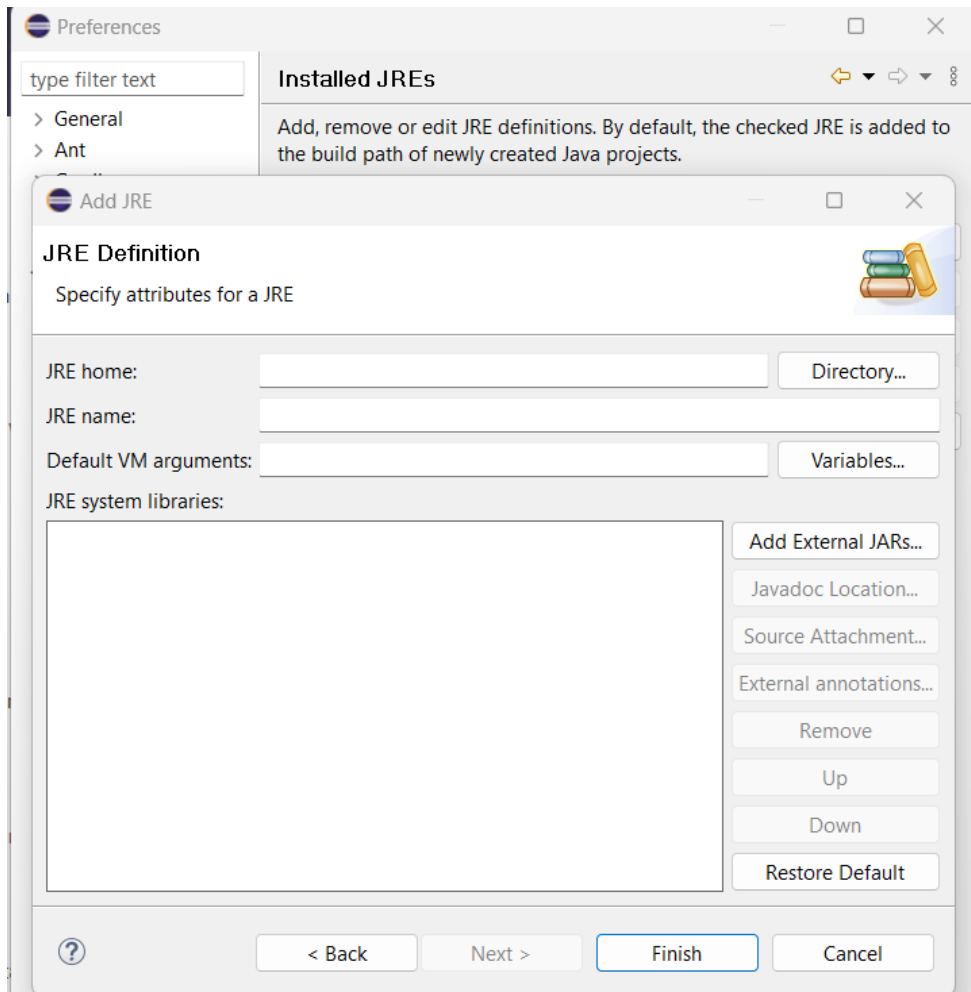 Preferences
type filter text
Installed JREs
General
Ant
Add, remove or edit JRE definitions. By default, the checked JRE is added to
the build path of newly created Java projects.
Add JRE
JRE Definition
Specify attributes for a JRE
JRE home:
Directory...
JRE name:
Default VM arguments:
Variables...
JRE system libraries:
Add External JARs...
Javadoc Location...
Source Attachment...
External annotations...
Remove
Up
Down
Restore Default
?
< Back
Next >
Finish
Cancel